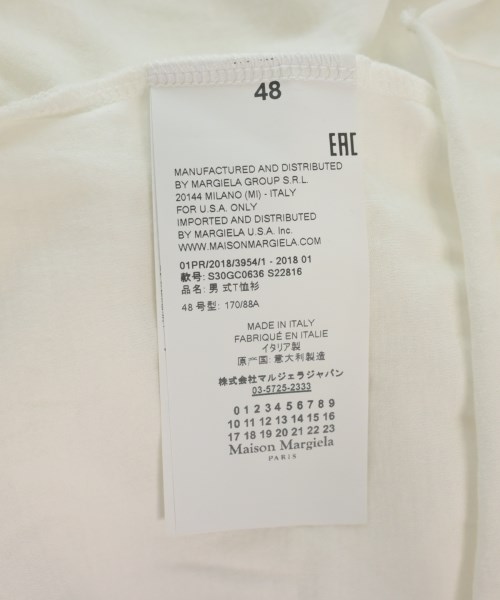 48
EAC
MANUFACTURED AND DISTRIBUTED
BY MARGIELA GROUP S.R.L.
20144 MILANO (MI) - ITALY
FOR U.S.A. ONLY
IMPORTED AND DISTRIBUTED
BY MARGIELA U.S.A. Inc.
WWW.MAISONMARGIELA.COM
01PR/2018/3954/1 - 2018 01
款号: S30GC0636 S22816
品名: 男 式T恤衫
48 号型: 170/88A
MADE IN ITALY
FABRIQUÉ EN ITALIE
イタリア製
原产国: 意大利製造
株式会社マルジェラジャパン
03-5725-2333
0 1 2 3 4 5 6 7 8 9
10 11 12 13 14 15 16
17 18 19 20 21 22 23
Maison Margiela
PARIS